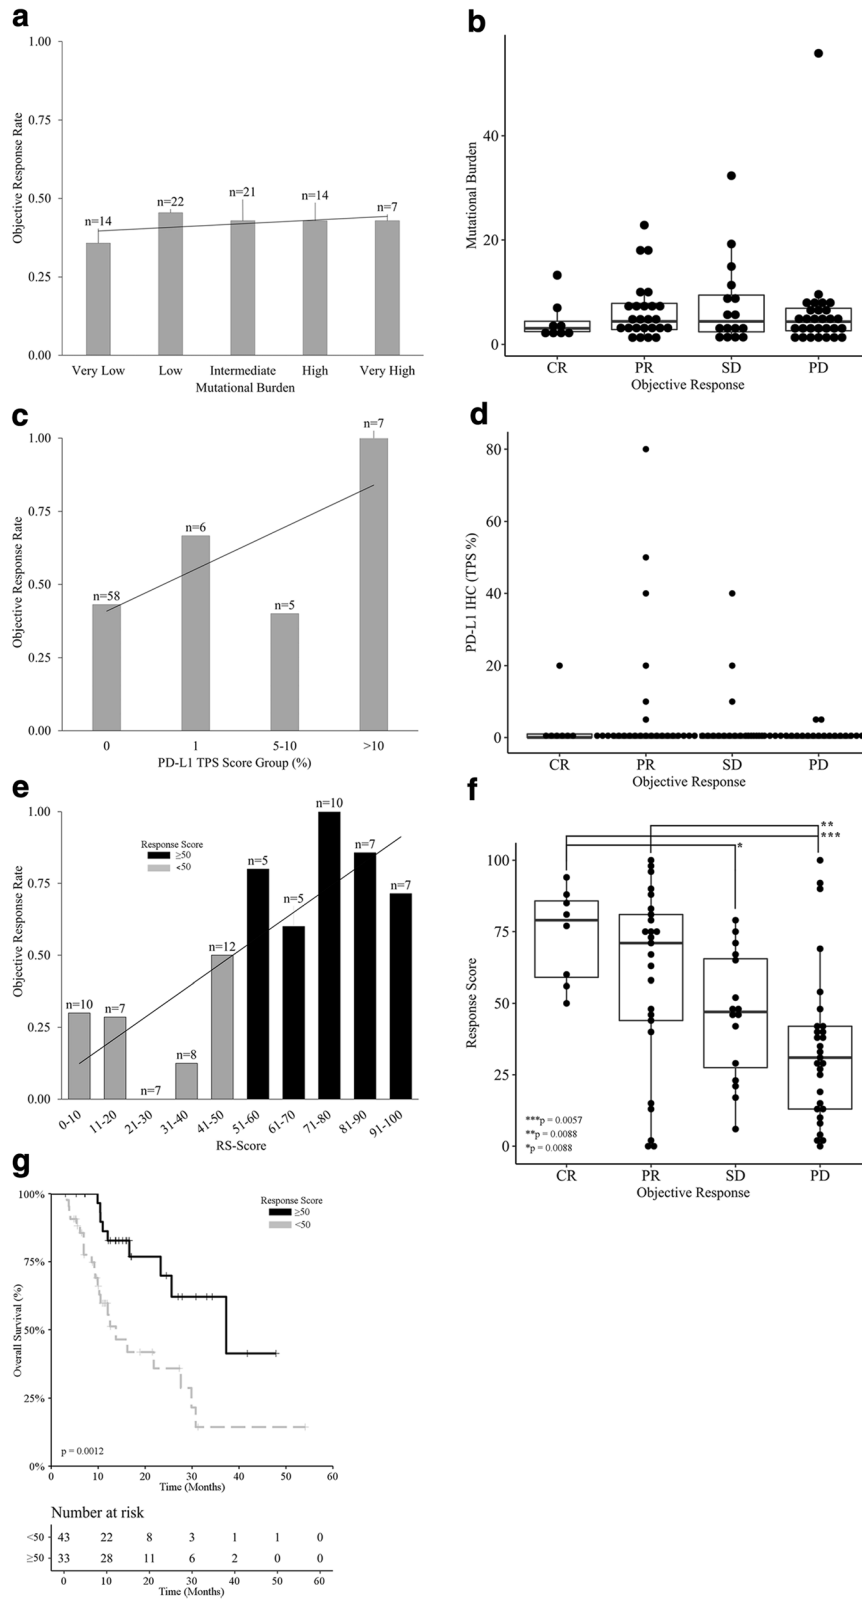 a
1.00
0.75
0.50
0.25
0.00
Objective Response Rate
n=14
n=22
n=21
n=14
n=7
Very Low Low Intermediate High Very High
Mutational Burden
b
40
20
0
Mutational Burden
CR PR SD PD
Objective Response
c
1.00
0.75
0.50
0.25
0.00
Objective Response Rate
n=58
n=6
n=5
n=7
0 1 5-10 >10
PD-L1 TPS Score Group (%)
d
80
60
40
20
0
PD-L1 IHC (TPS %)
CR PR SD PD
Objective Response
e
1.00
0.75
0.50
0.25
0.00
Objective Response Rate
Response Score
≥50
<50
n=10
n=7
n=7
n=8
n=12
n=5
n=5
n=10
n=7
n=7
0-10 11-20 21-30 31-40 41-50 51-60 61-70 71-80 81-90 91-100
RS-Score
f
**
***
*
100
75
50
25
0
Response Score
***p = 0.0057
**p = 0.0088
*p = 0.0088
CR PR SD PD
Objective Response
g
100%
75%
50%
25%
0%
Overall Survival (%)
Response Score
≥50
<50
p = 0.0012
0 10 20 30 40 50 60
Time (Months)
Number at risk
<50 43 22 8 3 1 1 0
≥50 33 28 11 6 2 0 0
0 10 20 30 40 50 60
Time (Months)